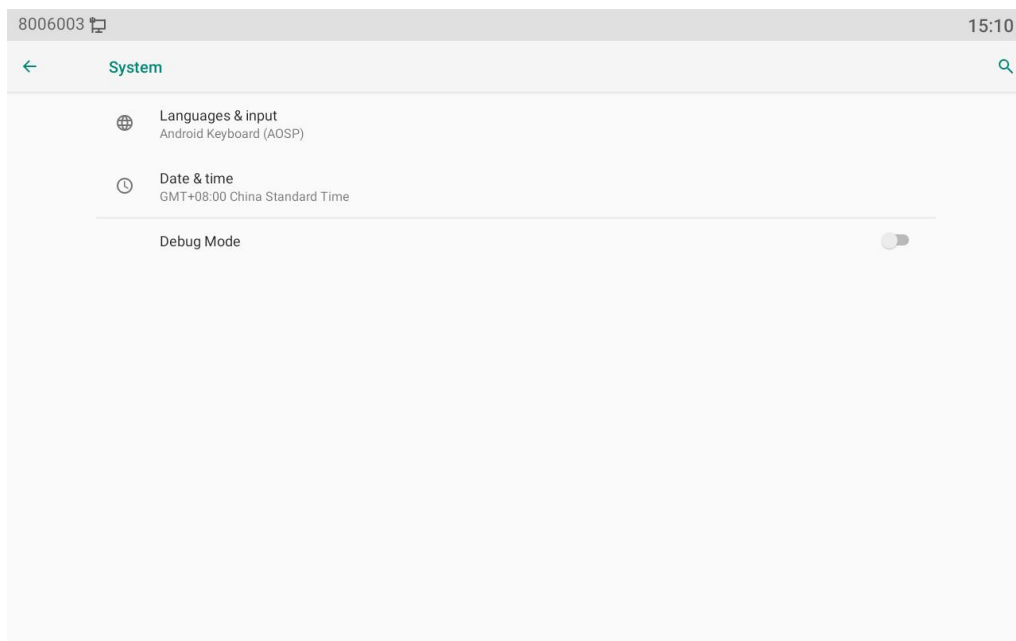 8006003
15:10
System
Languages & input
Android Keyboard (AOSP)
Date & time
GMT+08:00 China Standard Time
Debug Mode